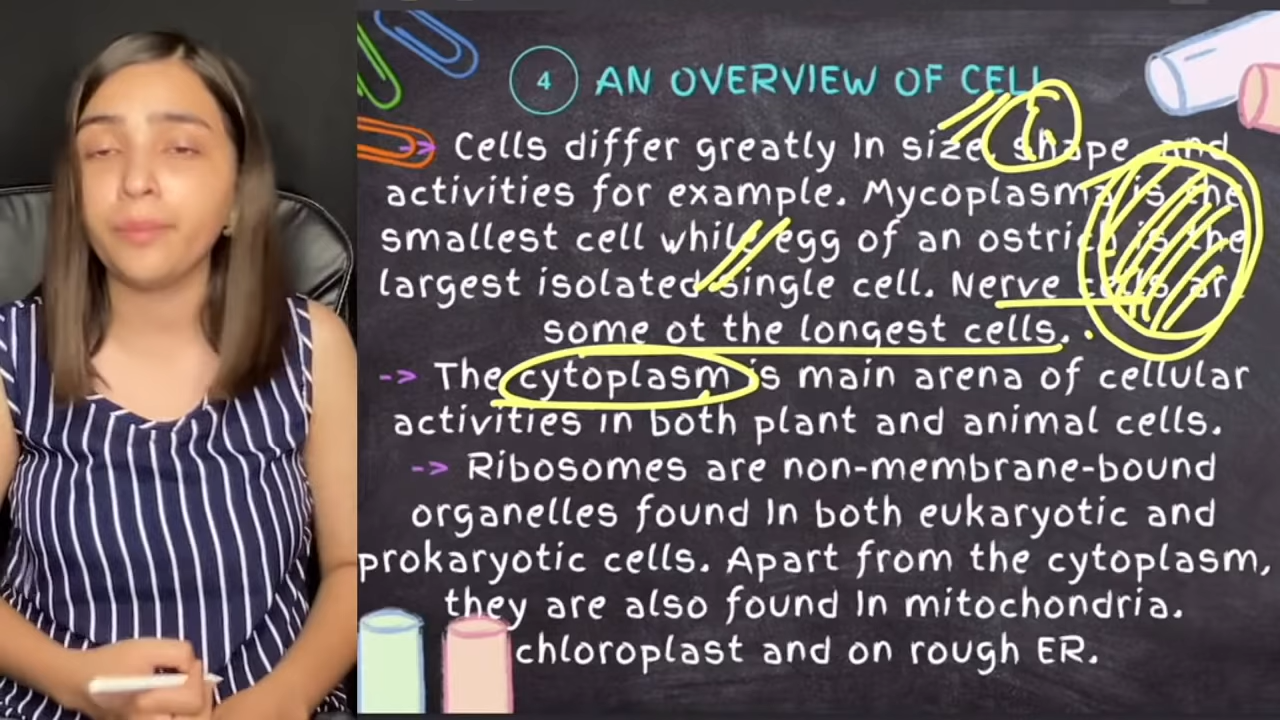 4 AN OVERVIEW OF CELL
-> Cells differ greatly In size, shape and
activities for example. Mycoplasma is the
smallest cell while egg of an ostrich is the
largest isolated single cell. Nerve cells are
some ot the longest cells.
-> The cytoplasm is main arena of cellular
activities in both plant and animal cells.
-> Ribosomes are non-membrane-bound
organelles found In both eukaryotic and
prokaryotic cells. Apart from the cytoplasm,
they are also found In mitochondria.
chloroplast and on rough ER.